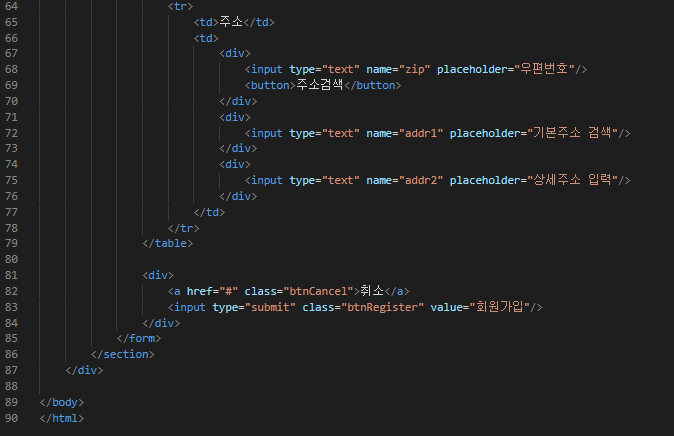 64 <tr>
65 <td>주소</td>
66 <td>
67 <div>
68 <input type="text" name="zip" placeholder="우편번호"/>
69 <button>주소검색</button>
70 </div>
71 <div>
72 <input type="text" name="addr1" placeholder="기본주소 검색"/>
73 </div>
74 <div>
75 <input type="text" name="addr2" placeholder="상세주소 입력"/>
76 </div>
77 </td>
78 </tr>
79 </table>
80
81 <div>
82 <a href="#" class="btnCancel">취소</a>
83 <input type="submit" class="btnRegister" value="회원가입"/>
84 </div>
85 </form>
86 </section>
87 </div>
88
89 </body>
90 </html>